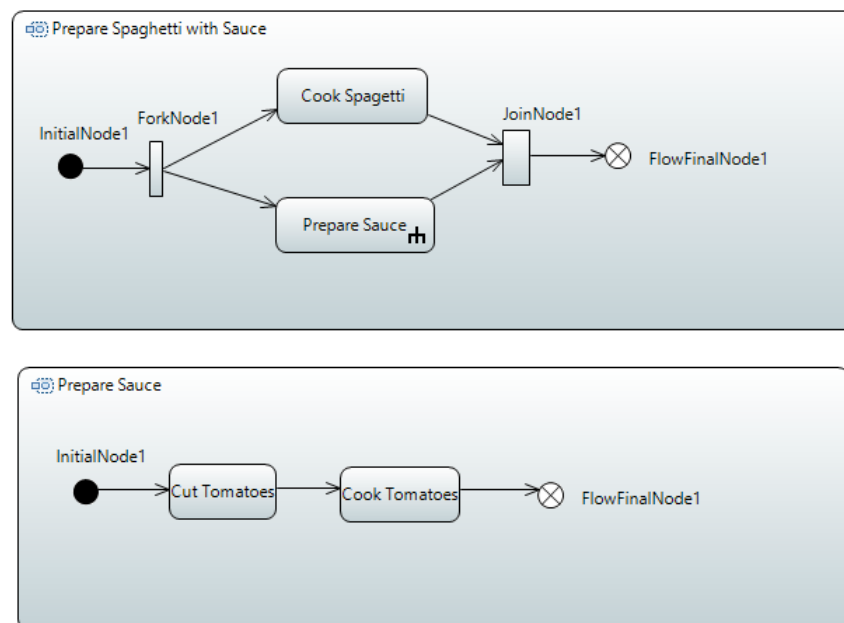 Prepare Spaghetti with Sauce
Cook Spagetti
ForkNode1
JoinNode1
InitialNode1
FlowFinalNode1
Prepare Sauce
Prepare Sauce
InitialNode1
Cut Tomatoes
Cook Tomatoes
FlowFinalNode1